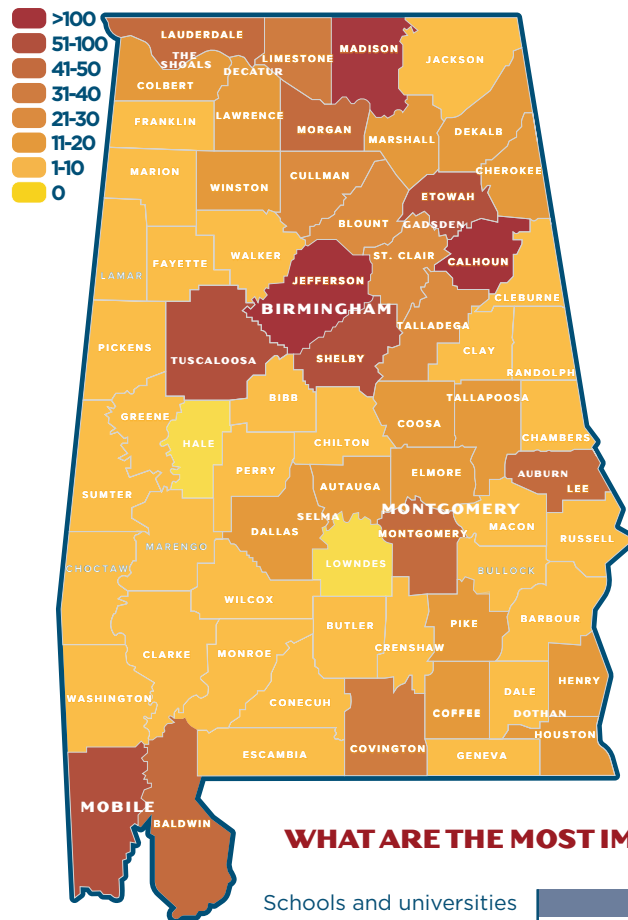 >100
51-100
41-50
31-40
21-30
11-20
1-10
0
LAUDERDALE
THE SHOALS
COLBERT
LIMESTONE
DECATUR
MADISON
JACKSON
FRANKLIN
LAWRENCE
MORGAN
MARSHALL
DEKALB
CHEROKEE
MARION
WINSTON
CULLMAN
ETOWAH
BLOUNT
GADSDEN
LAMAR
FAYETTE
WALKER
ST. CLAIR
CALHOUN
JEFFERSON
CLEBURNE
BIRMINGHAM
PICKENS
TUSCALOOSA
SHELBY
TALLADEGA
CLAY
RANDOLPH
BIBB
TALLAPOOSA
GREENE
HALE
COOSA
CHILTON
CHAMBERS
PERRY
ELMORE
AUBURN
LEE
SUMTER
AUTAUGA
SELMA
MONTGOMERY
DALLAS
MONTGOMERY
MACON
RUSSELL
MARENGO
CHOCTAW
LOWNDES
BULLOCK
WILCOX
BUTLER
PIKE
BARBOUR
CLARKE
MONROE
CRENSHAW
WASHINGTON
CONECUH
DALE
HENRY
COFFEE
DOTHAN
HOUSTON
ESCAMBIA
COVINGTON
GENEVA
MOBILE
BALDWIN
WHAT ARE THE MOST IM
Schools and universities